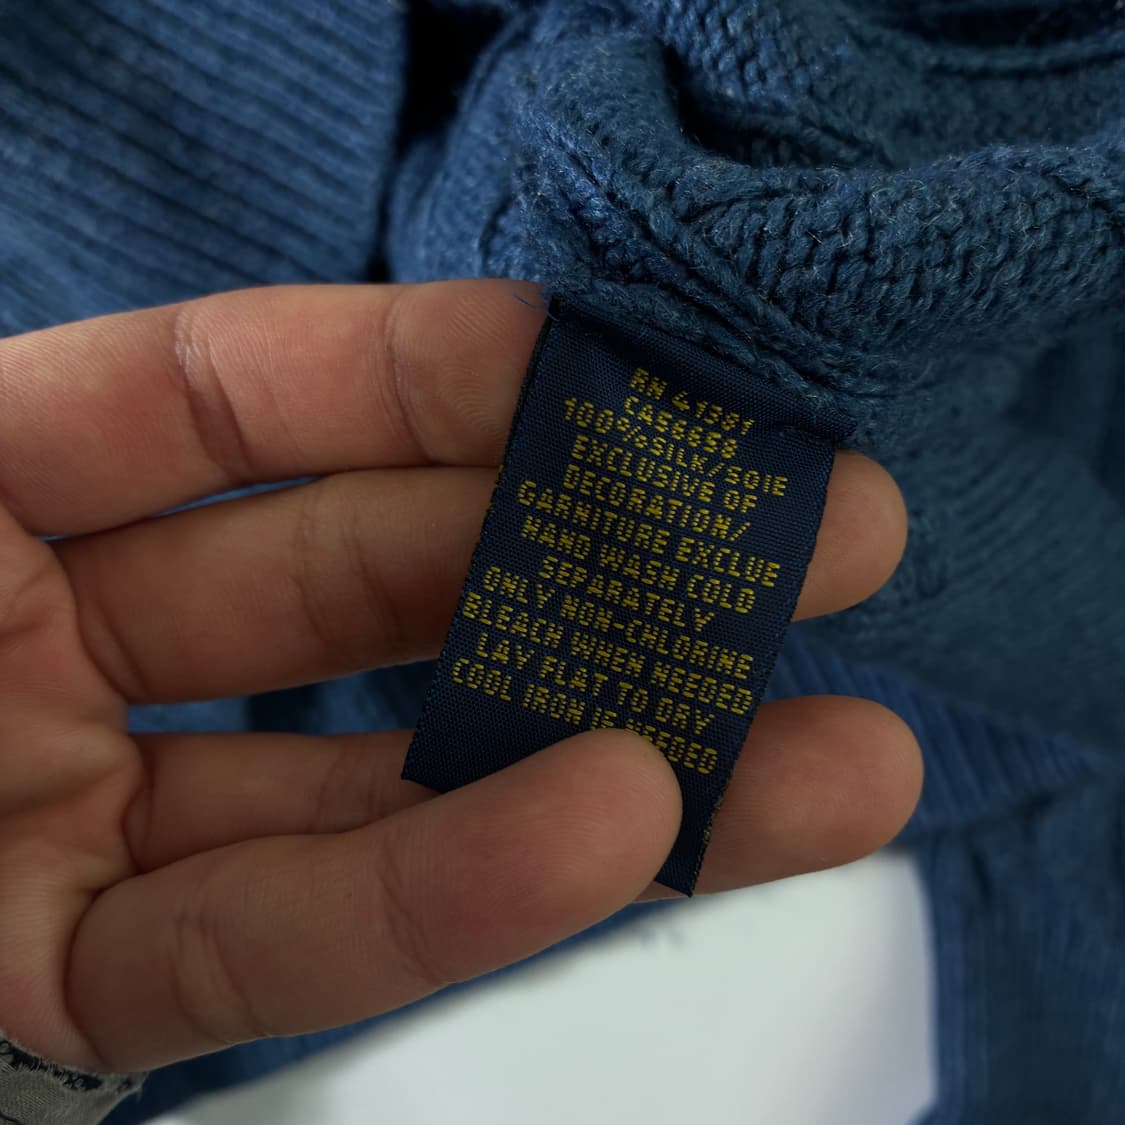 RN 41381
CA56858
100%SILK/SOIE
EXCLUSIVE OF
DECORATION/
GARNITURE EXCLUE
HAND WASH COLD
SEPARATELY
ONLY NON-CHLORINE
BLEACH WHEN NEEDED
LAY FLAT TO DRY
COOL IRON IF NEEDED